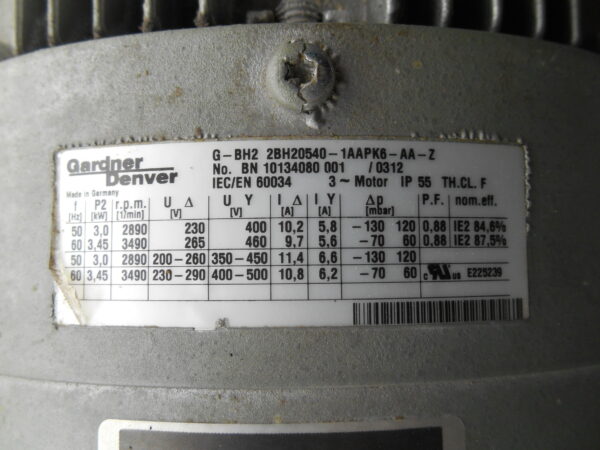 Gardner
Denver
Made in Germany
G-BH2 2BH20540-1AAPK6-AA-Z
No. BN 10134080 001 /0312
IEC/EN 60034 3~ Motor IP 55 TH.CL. F
f P2 r.p.m. U Δ U Y I Δ I Y Δp P.F. nom.eff.
[Hz] [kW] [1/min] [V] [V] [A] [A] [mbar]
50 3,0 2890 230 400 10,2 5,8 -130 120 0,88 IE2 84,6%
60 3,45 3490 265 460 9,7 5,6 -70 60 0,88 IE2 87,5%
50 3,0 2890 200-260 350-450 11,4 6,6 -130 120
60 3,45 3490 230-290 400-500 10,8 6,2 -70 60 c RU us E225239